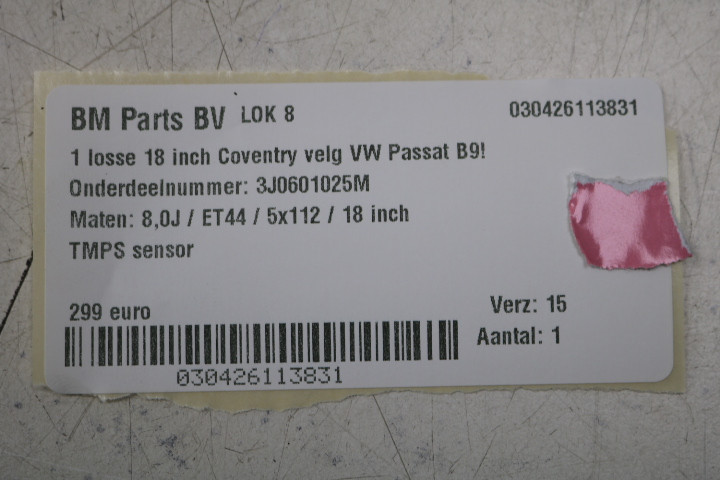 BM Parts BV LOK 8 030426113831
1 losse 18 inch Coventry velg VW Passat B9!
Onderdeelnummer: 3J0601025M
Maten: 8,0J / ET44 / 5x112 / 18 inch
TMPS sensor
299 euro Verz: 15
Aantal: 1
030426113831